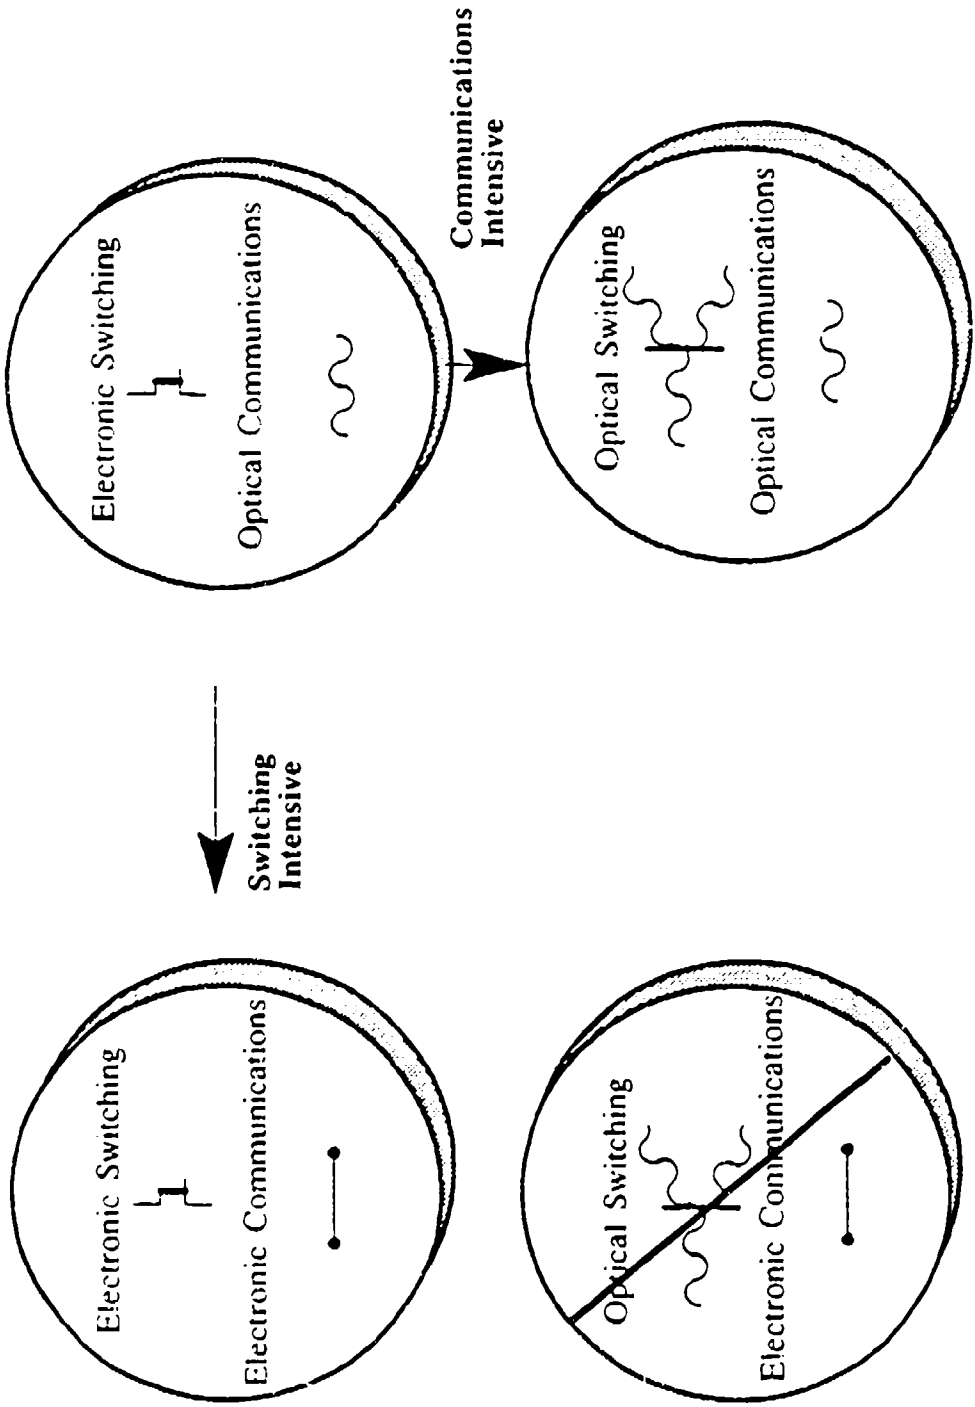 Electronic Switching
Electronic Communications
Switching
Intensive
Electronic Switching
Optical Communications
Communications
Intensive
Optical Switching
Electronic Communications
Optical Switching
Optical Communications